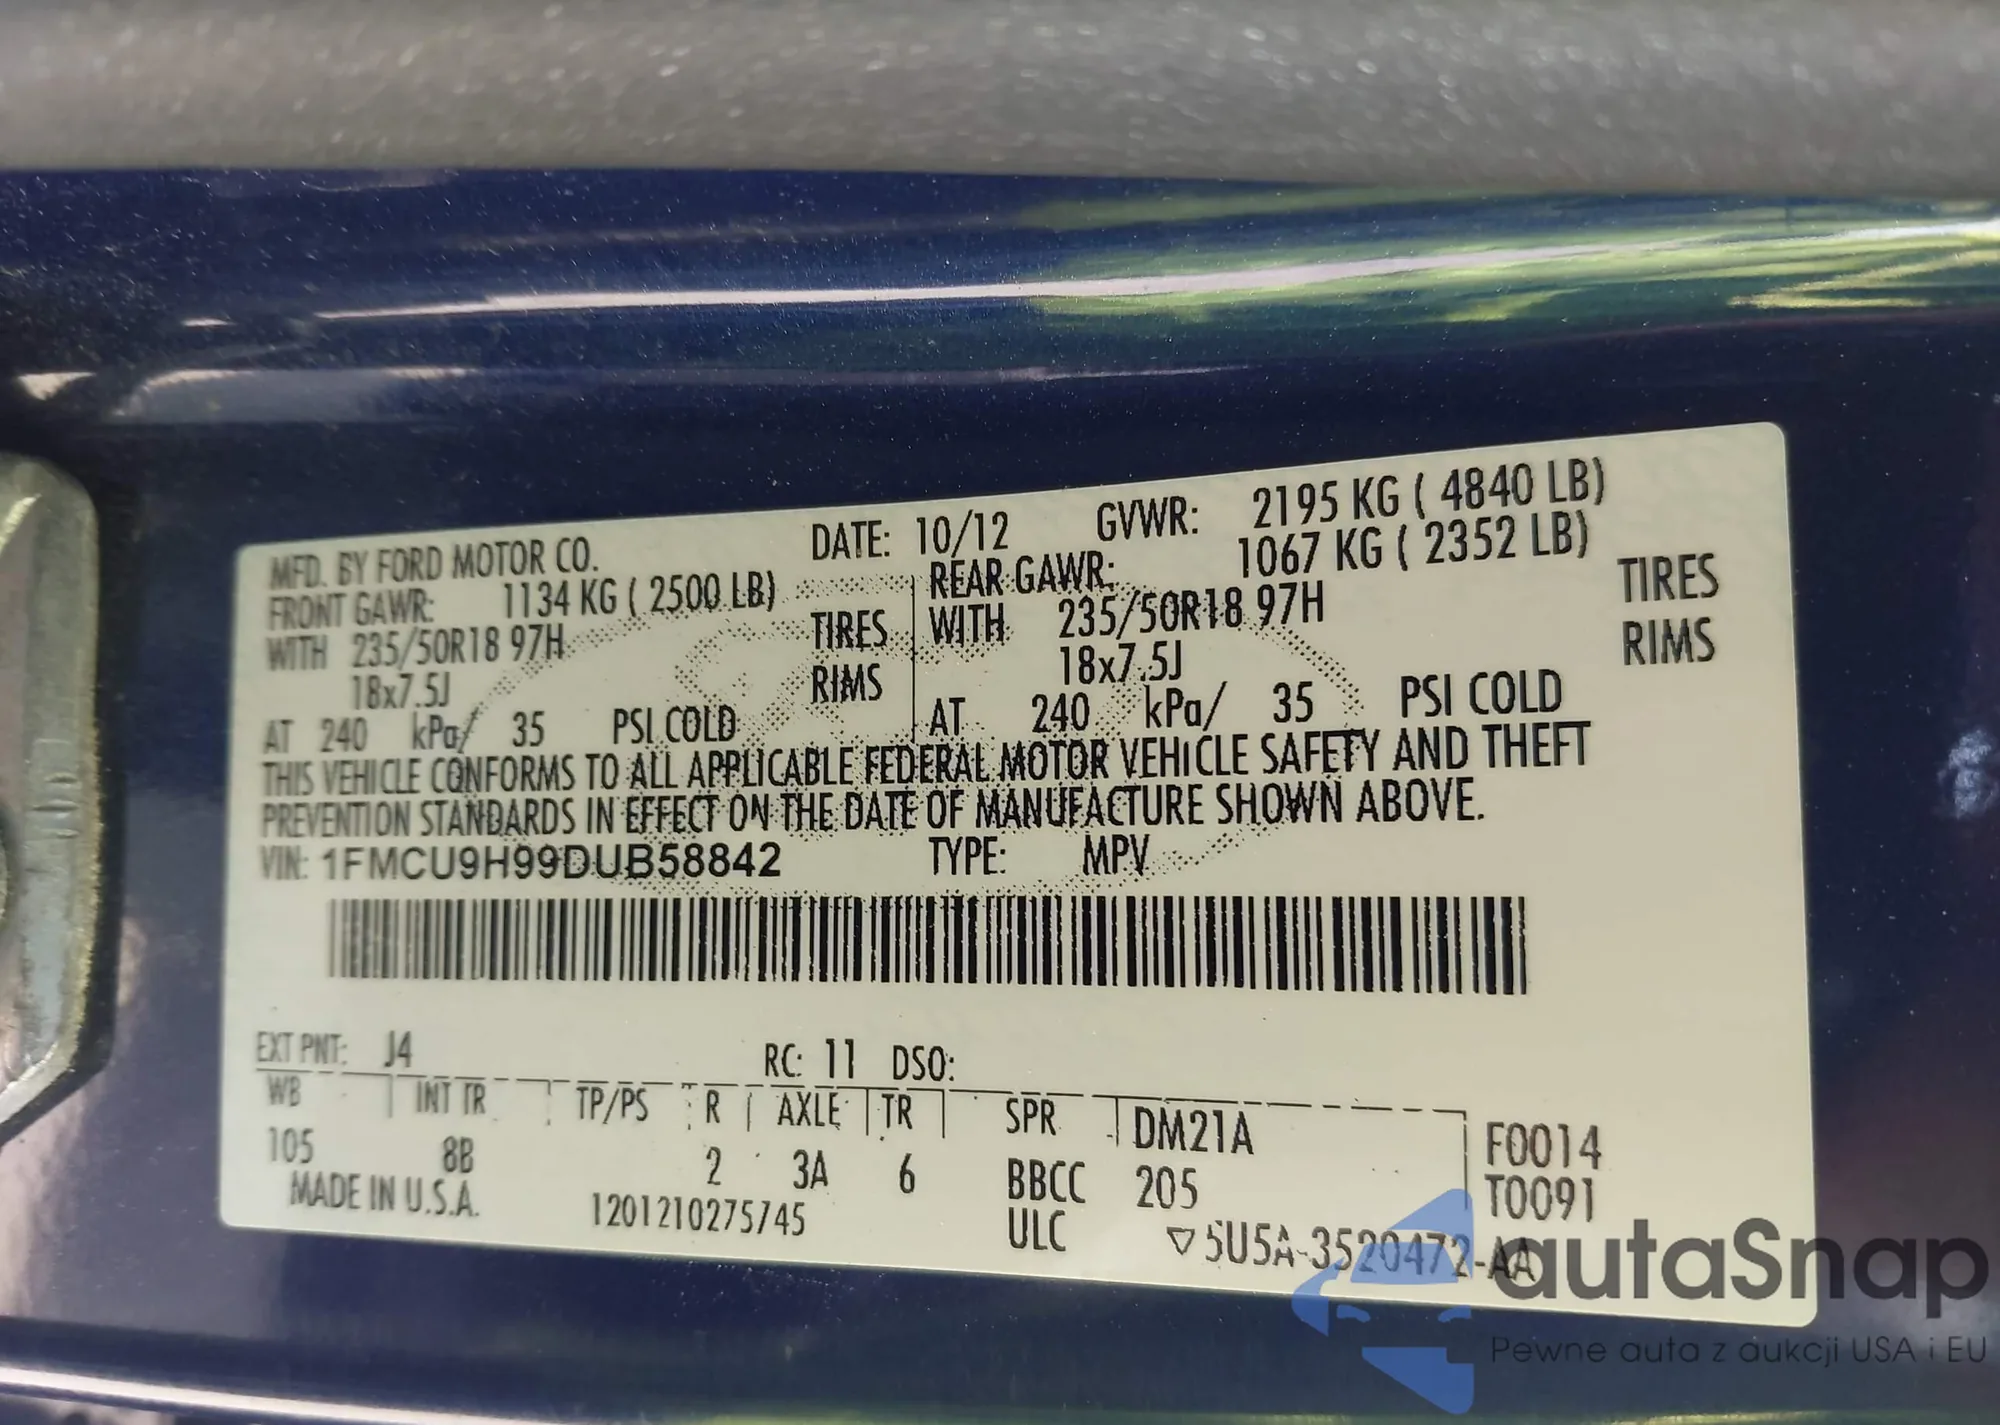 MFD. BY FORD MOTOR CO. DATE: 10/12 GVWR: 2195 KG ( 4840 LB)
FRONT GAWR: 1134 KG ( 2500 LB) REAR GAWR: 1067 KG ( 2352 LB)
WITH 235/50R18 97H TIRES WITH 235/50R18 97H TIRES
18x7.5J RIMS 18x7.5J RIMS
AT 240 kPa/ 35 PSI COLD AT 240 kPa/ 35 PSI COLD
THIS VEHICLE CONFORMS TO ALL APPLICABLE FEDERAL MOTOR VEHICLE SAFETY AND THEFT
PREVENTION STANDARDS IN EFFECT ON THE DATE OF MANUFACTURE SHOWN ABOVE.
VIN: 1FMCU9H99DUB58842 TYPE: MPV
EXT PNT: J4 RC: 11 DSO:
WB INT TR TP/PS R AXLE TR SPR DM21A F0014
105 8B 2 3A 6 BBCC 205 T0091
MADE IN U.S.A. 1201210275745 ULC ▽5U5A-3520472-AA
autaSnap
Pewne auta z aukcji USA i EU